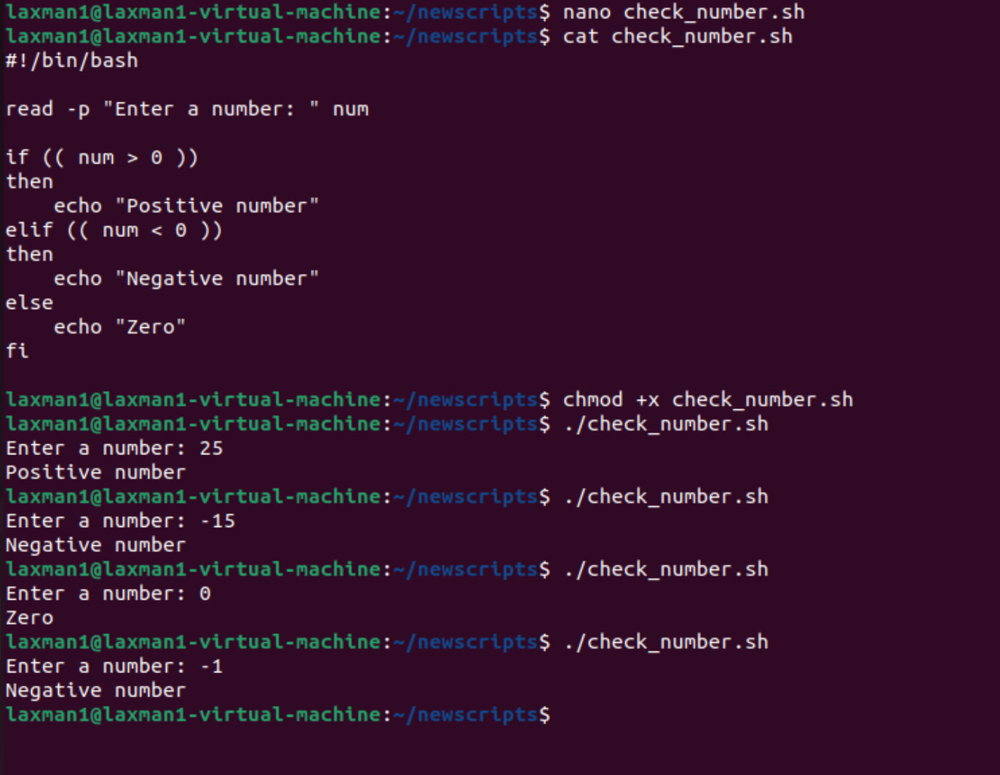 laxman1@laxman1-virtual-machine:~/newscripts$ nano check_number.sh
laxman1@laxman1-virtual-machine:~/newscripts$ cat check_number.sh
#!/bin/bash
read -p "Enter a number: " num
if (( num > 0 ))
then
    echo "Positive number"
elif (( num < 0 ))
then
    echo "Negative number"
else
    echo "Zero"
fi
laxman1@laxman1-virtual-machine:~/newscripts$ chmod +x check_number.sh
laxman1@laxman1-virtual-machine:~/newscripts$ ./check_number.sh
Enter a number: 25
Positive number
laxman1@laxman1-virtual-machine:~/newscripts$ ./check_number.sh
Enter a number: -15
Negative number
laxman1@laxman1-virtual-machine:~/newscripts$ ./check_number.sh
Enter a number: 0
Zero
laxman1@laxman1-virtual-machine:~/newscripts$ ./check_number.sh
Enter a number: -1
Negative number
laxman1@laxman1-virtual-machine:~/newscripts$